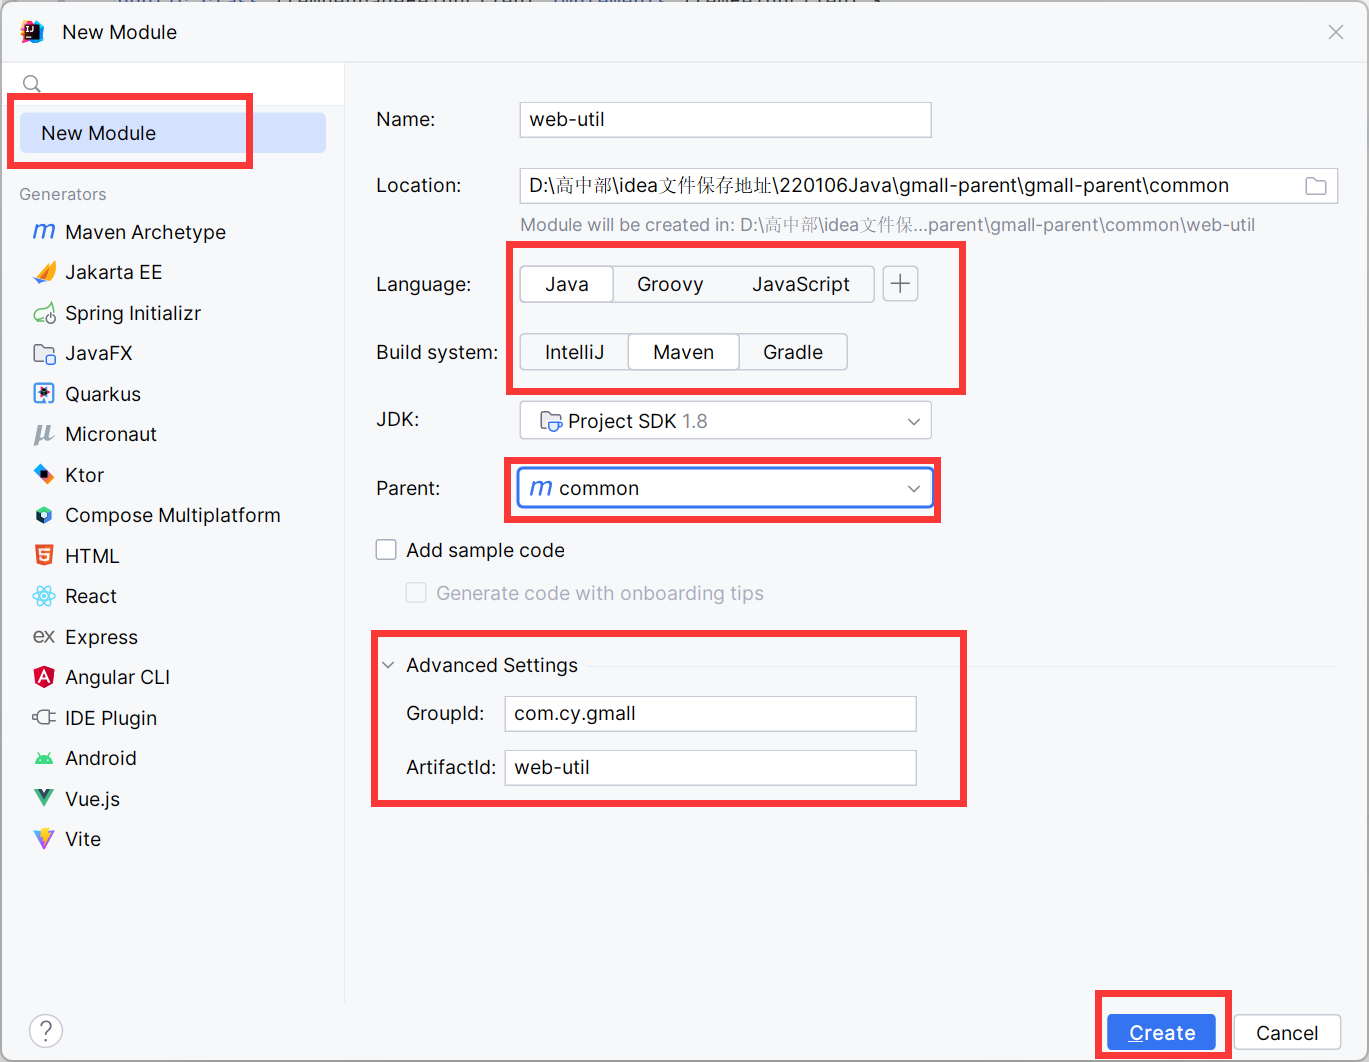 New Module
New Module
Generators
Maven Archetype
Jakarta EE
Spring Initializr
JavaFX
Quarkus
Micronaut
Ktor
Compose Multiplatform
HTML
React
Express
Angular CLI
IDE Plugin
Android
Vue.js
Vite
Name: web-util
Location: D:\高中部\idea文件保存地址\220106Java\gmall-parent\gmall-parent\common
Module will be created in: D:\高中部\idea文件保...parent\gmall-parent\common\web-util
Language: Java Groovy JavaScript
Build system: IntelliJ Maven Gradle
JDK: Project SDK 1.8
Parent: common
Add sample code
Generate code with onboarding tips
Advanced Settings
GroupId: com.cy.gmall
ArtifactId: web-util
? Create Cancel